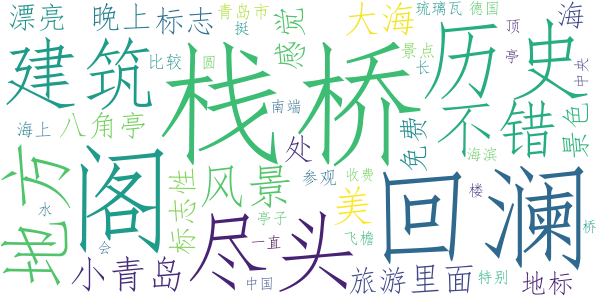 漂亮 晚上 标志 青岛市 感觉 大海 琉璃瓦 德国 海
挺 景点 顶 亭
建筑 比较 圆 栈桥 长 历史 中央
海上 八角亭 南端 处 免费 不错 景色
海滨
地方 阁 标志性 风景 参观 收费 美 回澜
水 亭子 尽头 飞檐 楼 桥
会 小青岛 一直 中国 旅游 里面 特别 地标